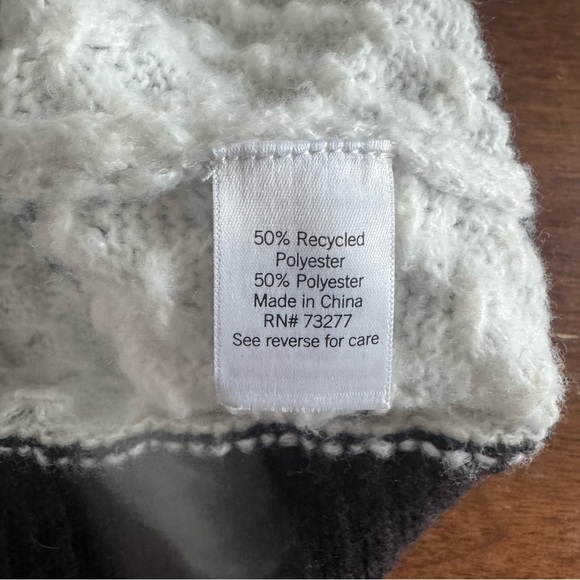 50% Recycled
Polyester
50% Polyester
Made in China
RN# 73277
See reverse for care